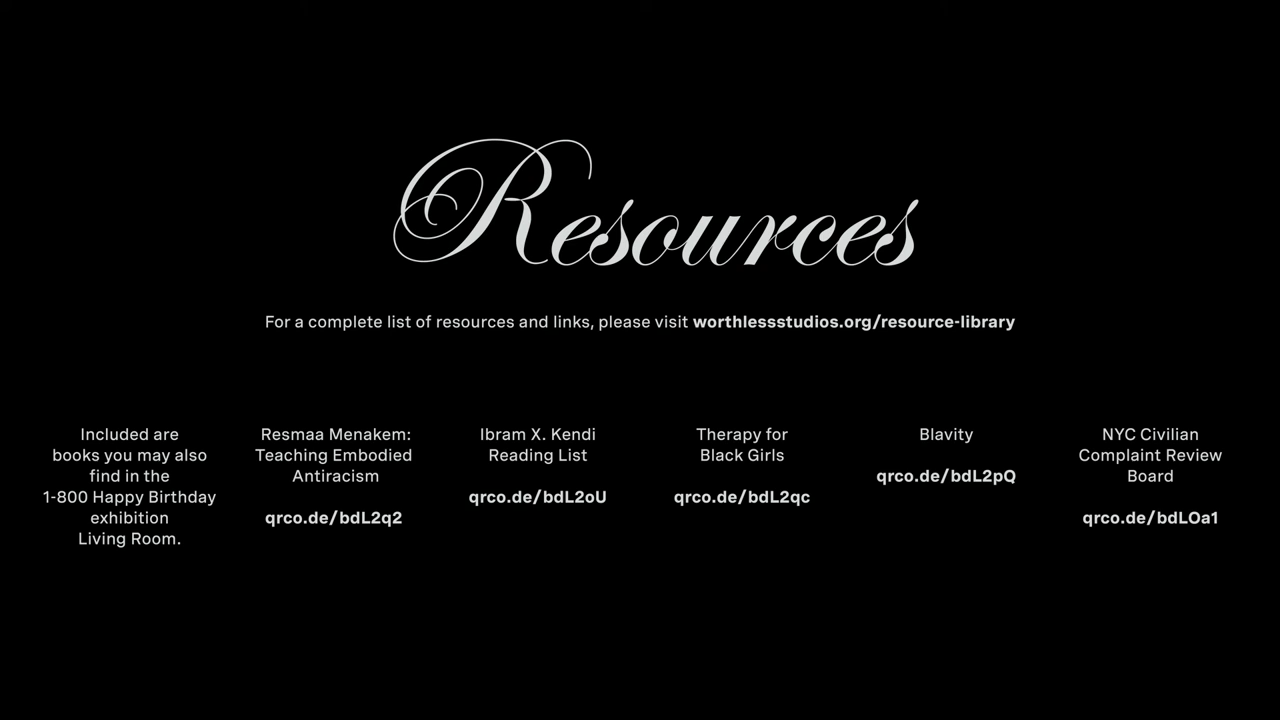 Resources
For a complete list of resources and links, please visit worthlessstudios.org/resource-library
Included are
books you may also
find in the
1-800 Happy Birthday
exhibition
Living Room.
Resmaa Menakem:
Teaching Embodied
Antiracism
qrco.de/bdL2q2
Ibram X. Kendi
Reading List
qrco.de/bdL2oU
Therapy for
Black Girls
qrco.de/bdL2qc
Blavity
qrco.de/bdL2pQ
NYC Civilian
Complaint Review
Board
qrco.de/bdLOa1